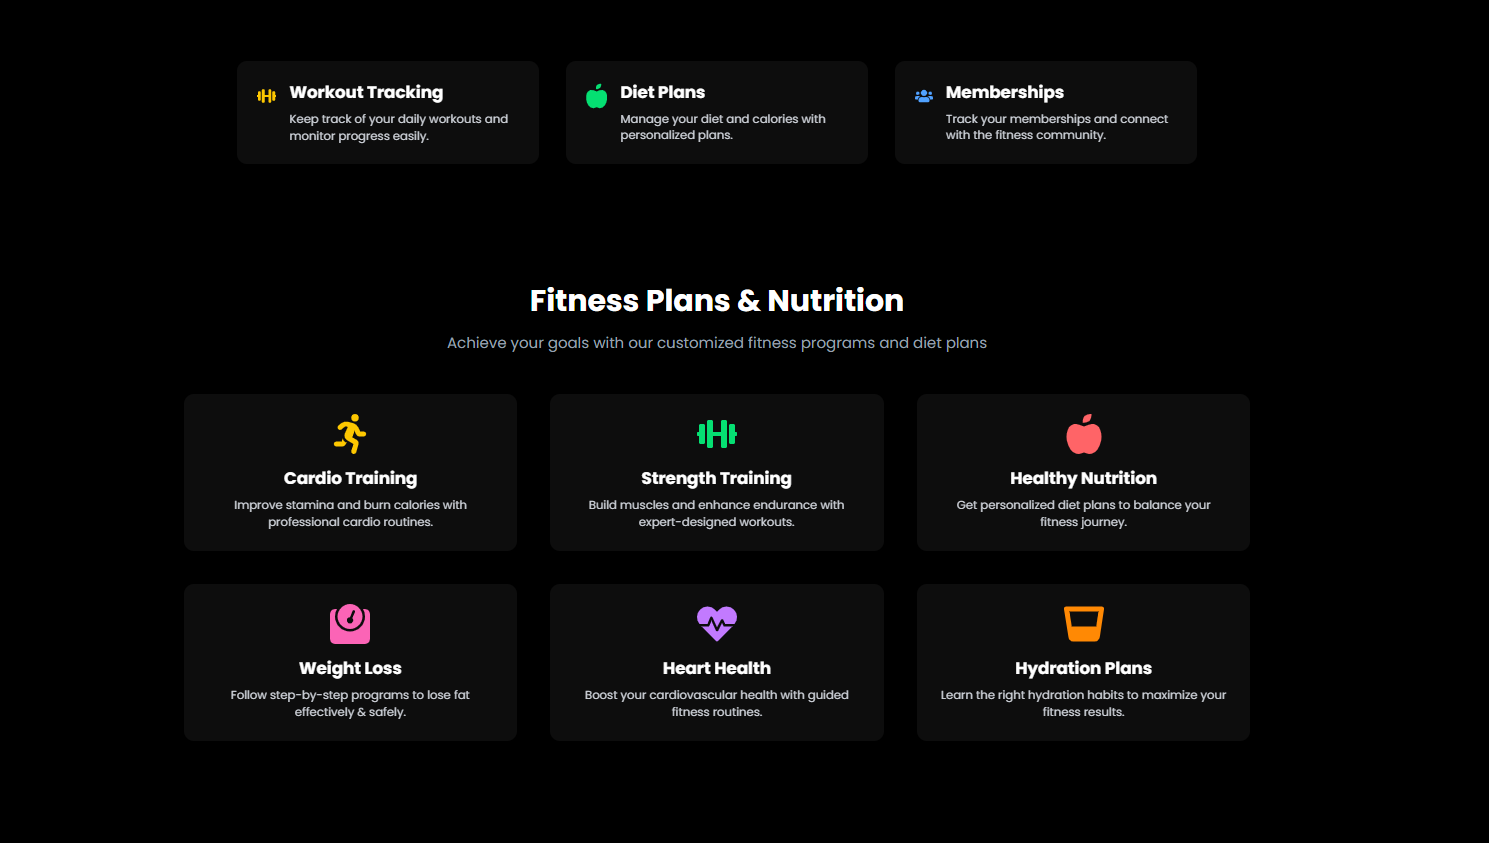 Workout Tracking
Keep track of your daily workouts and
monitor progress easily.
Diet Plans
Manage your diet and calories with
personalized plans.
Memberships
Track your memberships and connect
with the fitness community.
Fitness Plans & Nutrition
Achieve your goals with our customized fitness programs and diet plans
Cardio Training
Improve stamina and burn calories with
professional cardio routines.
Strength Training
Build muscles and enhance endurance with
expert-designed workouts.
Healthy Nutrition
Get personalized diet plans to balance your
fitness journey.
Weight Loss
Follow step-by-step programs to lose fat
effectively & safely.
Heart Health
Boost your cardiovascular health with guided
fitness routines.
Hydration Plans
Learn the right hydration habits to maximize your
fitness results.